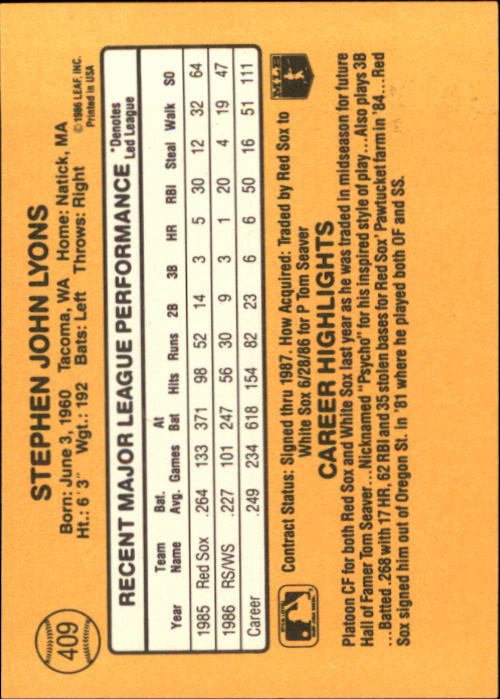 409
STEPHEN JOHN LYONS
Born: June 3, 1960 Tacoma, WA Home: Natick, MA
Ht.: 6'3" Wgt.: 192 Bats: Left Throws: Right
© 1986 LEAF, INC.
Printed in USA
RECENT MAJOR LEAGUE PERFORMANCE
*Denotes
Led League
Year Team Name Bat. Avg. Games At Bat Hits Runs 2B 3B HR RBI Steal Walk SO
1985 Red Sox .264 133 371 98 52 14 3 5 30 12 32 64
1986 RS/WS .227 101 247 56 30 9 3 1 20 4 19 47
Career .249 234 618 154 82 23 6 6 50 16 51 111
Contract Status: Signed thru 1987. How Acquired: Traded by Red Sox to
White Sox 6/28/86 for P Tom Seaver
MLB
CAREER HIGHLIGHTS
Platoon CF for both Red Sox and White Sox last year as he was traded in midseason for future
Hall of Famer Tom Seaver...Nicknamed "Psycho" for his inspired style of play...Also plays 3B
...Batted .268 with 17 HR, 62 RBI and 35 stolen bases for Red Sox' Pawtucket farm in '84...Red
Sox signed him out of Oregon St. in '81 where he played both OF and SS.